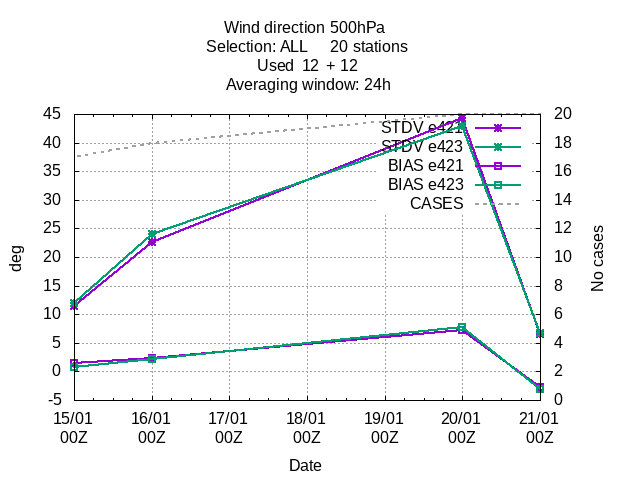 Wind direction 500hPa
Selection: ALL 20 stations
Used 12 + 12
Averaging window: 24h
45 20
STDV e421
40 18
STDV e423
35 16
BIAS e421
BIAS e423
30 14
CASES
25 12
20 10
15 8
10 6
5 4
0 2
-5 0
deg
No cases
15/01 16/01 17/01 18/01 19/01 20/01 21/01
00Z 00Z 00Z 00Z 00Z 00Z 00Z
Date